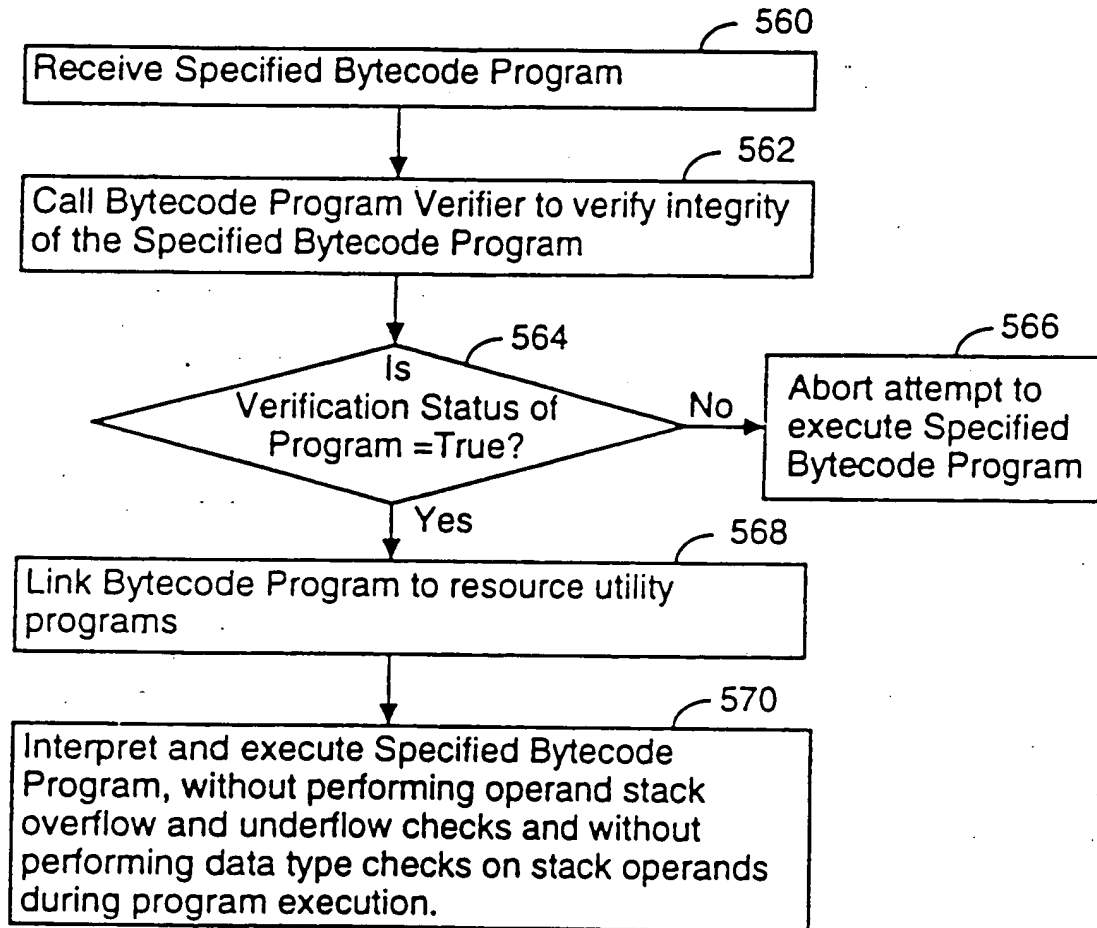 560
Receive Specified Bytecode Program
562
Call Bytecode Program Verifier to verify integrity
of the Specified Bytecode Program
564
Is
Verification Status of
Program =True?
No
566
Abort attempt to
execute Specified
Bytecode Program
Yes
568
Link Bytecode Program to resource utility
programs
570
Interpret and execute Specified Bytecode
Program, without performing operand stack
overflow and underflow checks and without
performing data type checks on stack operands
during program execution.